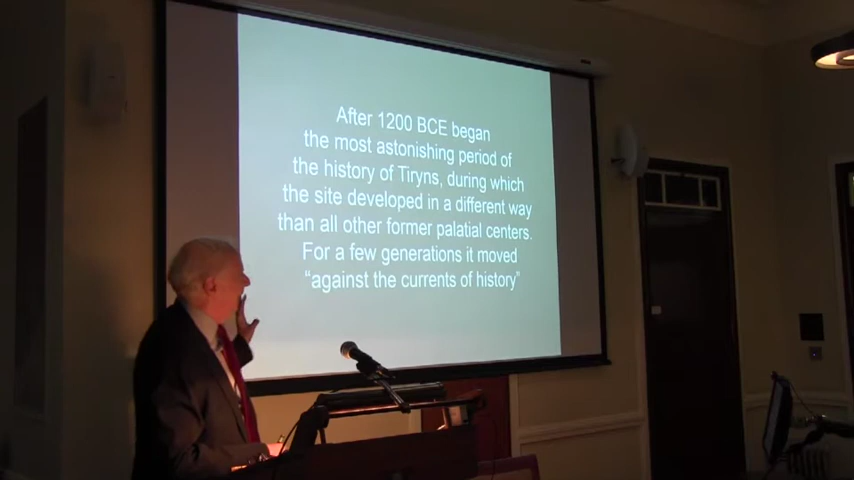 After 1200 BCE began
the most astonishing period of
the history of Tiryns, during which
the site developed in a different way
than all other former palatial centers.
For a few generations it moved
“against the currents of history”